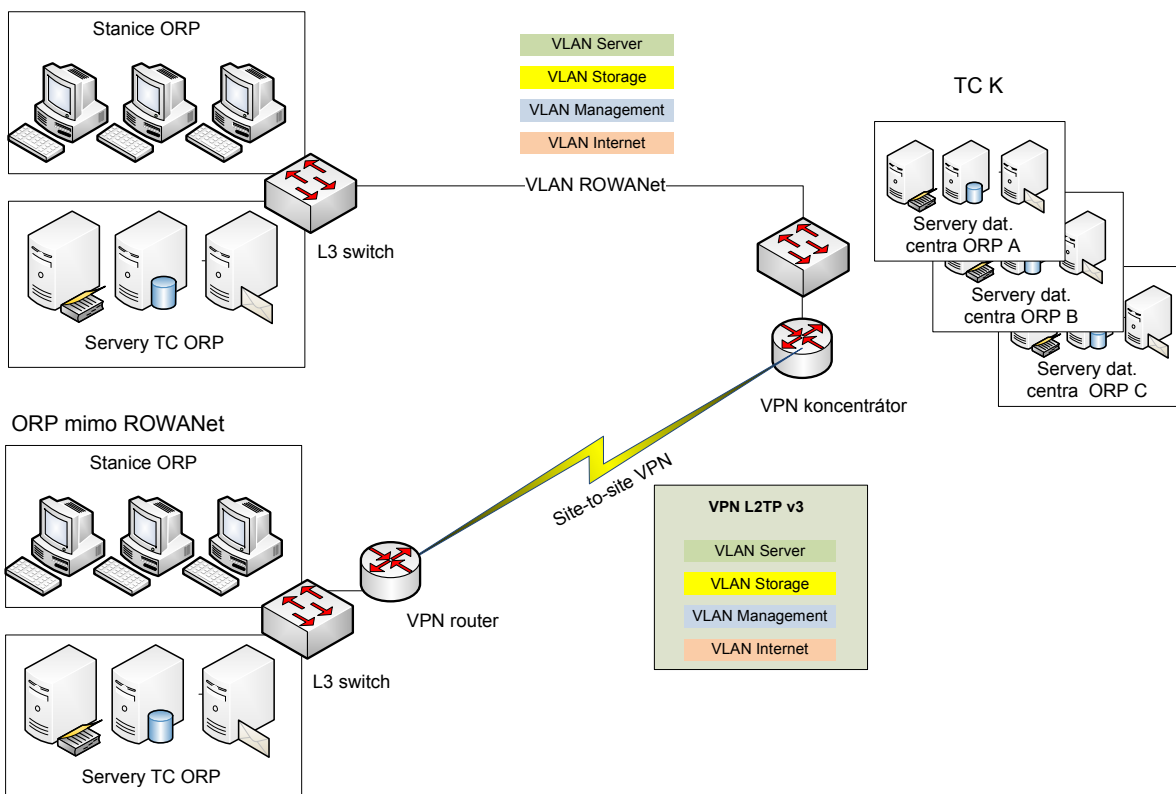 Stanice ORP
L3 switch
Servery TC ORP
VLAN Server
VLAN Storage
VLAN Management
VLAN Internet
VLAN ROWANet
TC K
Servery dat.
centra ORP A
Servery dat.
centra ORP B
Servery dat.
centra ORP C
VPN koncentrátor
Site-to-site VPN
ORP mimo ROWANet
Stanice ORP
VPN router
L3 switch
Servery TC ORP
VPN L2TP v3
VLAN Server
VLAN Storage
VLAN Management
VLAN Internet